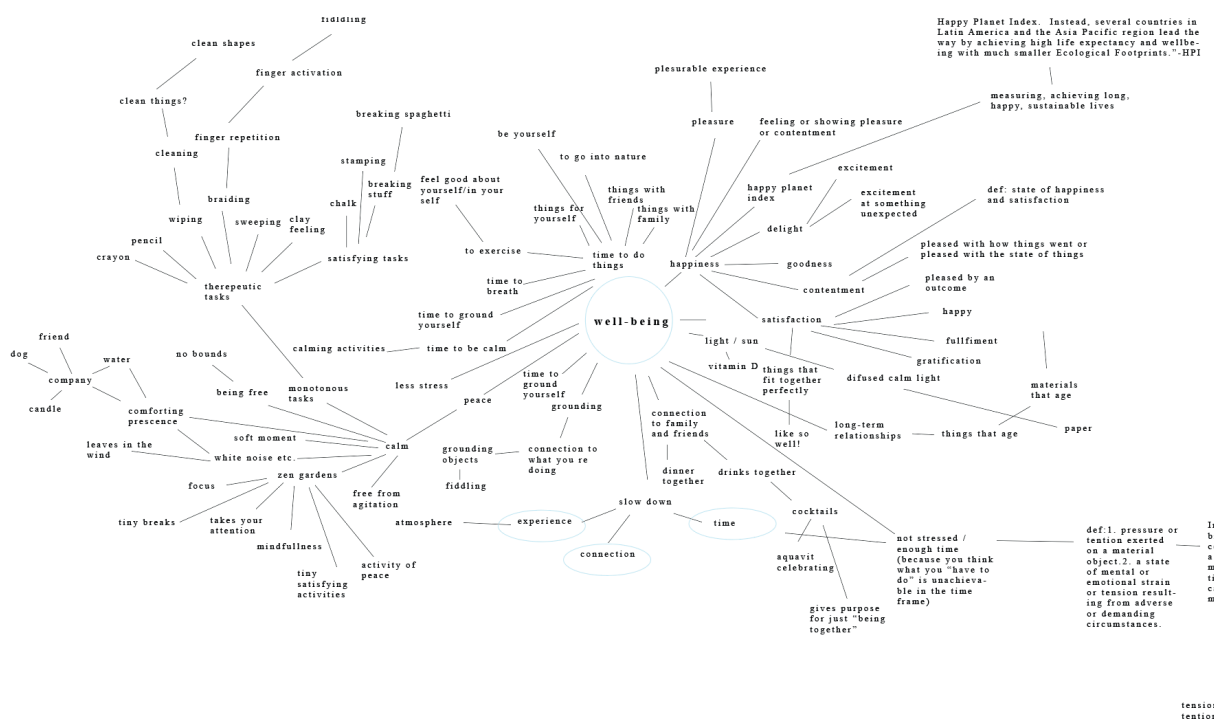 fiddling
Happy Planet Index.  Instead, several countries in
Latin America and the Asia Pacific region lead the
way by achieving high life expectancy and wellbe-
ing with much smaller Ecological Footprints."-HPI
clean shapes
finger activation
plesurable experience
clean things?
measuring, achieving long,
happy, sustainable lives
breaking spaghetti
pleasure
feeling or showing pleasure
or contentment
finger repetition
be yourself
cleaning
to go into nature
stamping
excitement
breaking
stuff
feel good about
yourself/in your
self
things with
friends
happy planet
index
excitement
at something
unexpected
def: state of happiness
and satisfaction
braiding
chalk
things for
yourself
things with
family
wiping
sweeping
clay
feeling
delight
pencil
crayon
satisfying tasks
to exercise
time to do
things
happiness
goodness
pleased with how things went or
pleased with the state of things
therepeutic
tasks
time to
breath
contentment
pleased by an
outcome
time to ground
yourself
well-being
satisfaction
happy
friend
dog
water
no bounds
calming activities
time to be calm
light / sun
fullfiment
gratification
company
being free
monotonous
tasks
less stress
time to
ground
yourself
vitamin D
things that
fit together
perfectly
difused calm light
materials
that age
candle
comforting
prescence
peace
grounding
connection
to family
and friends
like so
well!
long-term
relationships
things that age
paper
leaves in the
wind
soft moment
white noise etc.
calm
grounding
objects
connection to
what you re
doing
zen gardens
fiddling
dinner
together
drinks together
focus
free from
agitation
slow down
cocktails
tiny breaks
takes your
attention
atmosphere
experience
time
mindfullness
connection
aquavit
celebrating
not stressed /
enough time
(because you think
what you "have to
do" is unachieva-
ble in the time
frame)
def:1. pressure or
tention exerted
on a material
object.2. a state
of mental or
emotional strain
or tension result-
ing from adverse
or demanding
circumstances.
tiny
satisfying
activities
activity of
peace
gives purpose
for just "being
together"